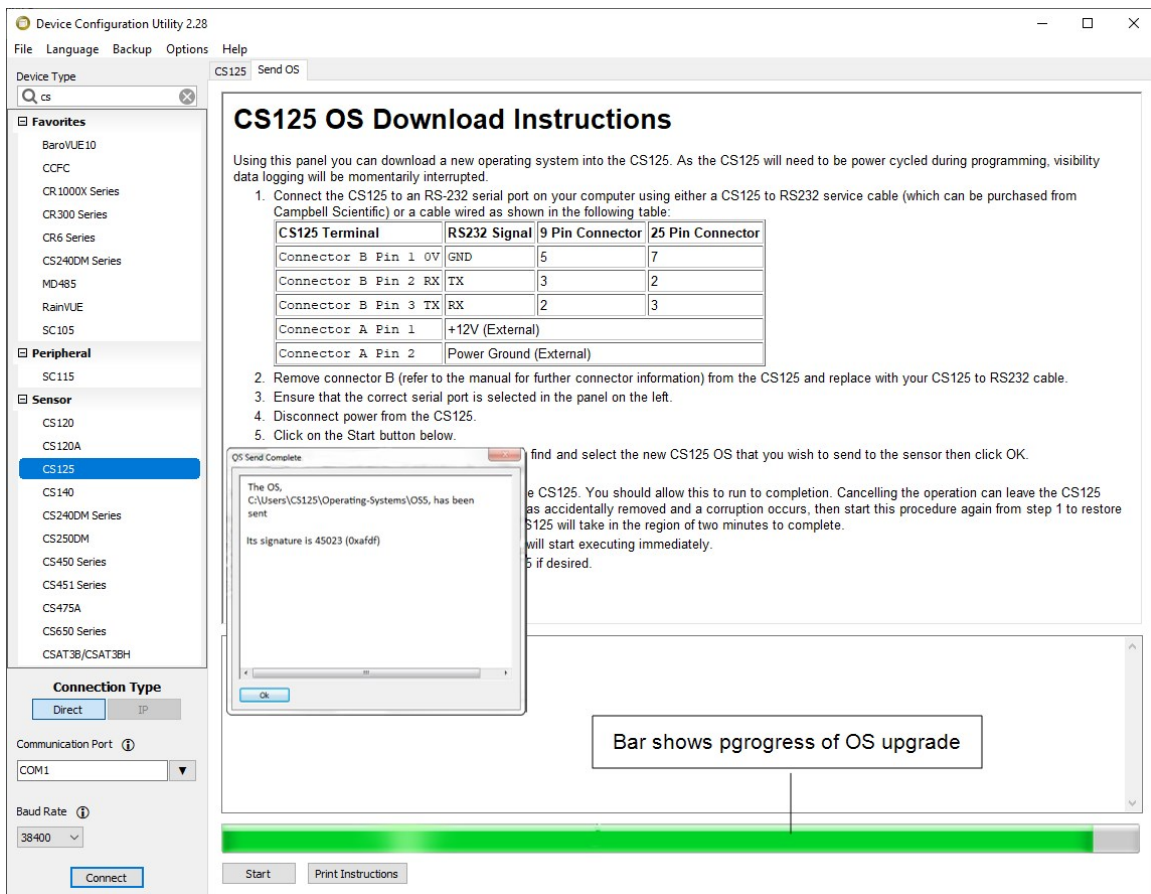 Device Configuration Utility 2.28
File Language Backup Options Help
Device Type
cs
Favorites
BaroVUE10
CCFC
CR1000X Series
CR300 Series
CR6 Series
CS240DM Series
MD485
RainVUE
SC105
Peripheral
SC115
Sensor
CS120
CS120A
CS125
CS140
CS240DM Series
CS250DM
CS450 Series
CS451 Series
CS475A
CS650 Series
CSAT3B/CSAT3BH
Connection Type
Direct IP
Communication Port
COM1
Baud Rate
38400
Connect
CS125 Send OS
CS125 OS Download Instructions
Using this panel you can download a new operating system into the CS125. As the CS125 will need to be power cycled during programming, visibility
data logging will be momentarily interrupted.
1. Connect the CS125 to an RS-232 serial port on your computer using either a CS125 to RS232 service cable (which can be purchased from
Campbell Scientific) or a cable wired as shown in the following table:
CS125 Terminal RS232 Signal 9 Pin Connector 25 Pin Connector
Connector B Pin 1 0V GND 5 7
Connector B Pin 2 RX TX 3 2
Connector B Pin 3 TX RX 2 3
Connector A Pin 1 +12V (External)
Connector A Pin 2 Power Ground (External)
2. Remove connector B (refer to the manual for further connector information) from the CS125 and replace with your CS125 to RS232 cable.
3. Ensure that the correct serial port is selected in the panel on the left.
4. Disconnect power from the CS125.
5. Click on the Start button below.
find and select the new CS125 OS that you wish to send to the sensor then click OK.
e CS125. You should allow this to run to completion. Cancelling the operation can leave the CS125
as accidentally removed and a corruption occurs, then start this procedure again from step 1 to restore
S125 will take in the region of two minutes to complete.
will start executing immediately.
5 if desired.
OS Send Complete
The OS,
C:\Users\CS125\Operating-Systems\OS5, has been
sent
Its signature is 45023 (0xafdf)
Ok
Bar shows pgrogress of OS upgrade
Start Print Instructions